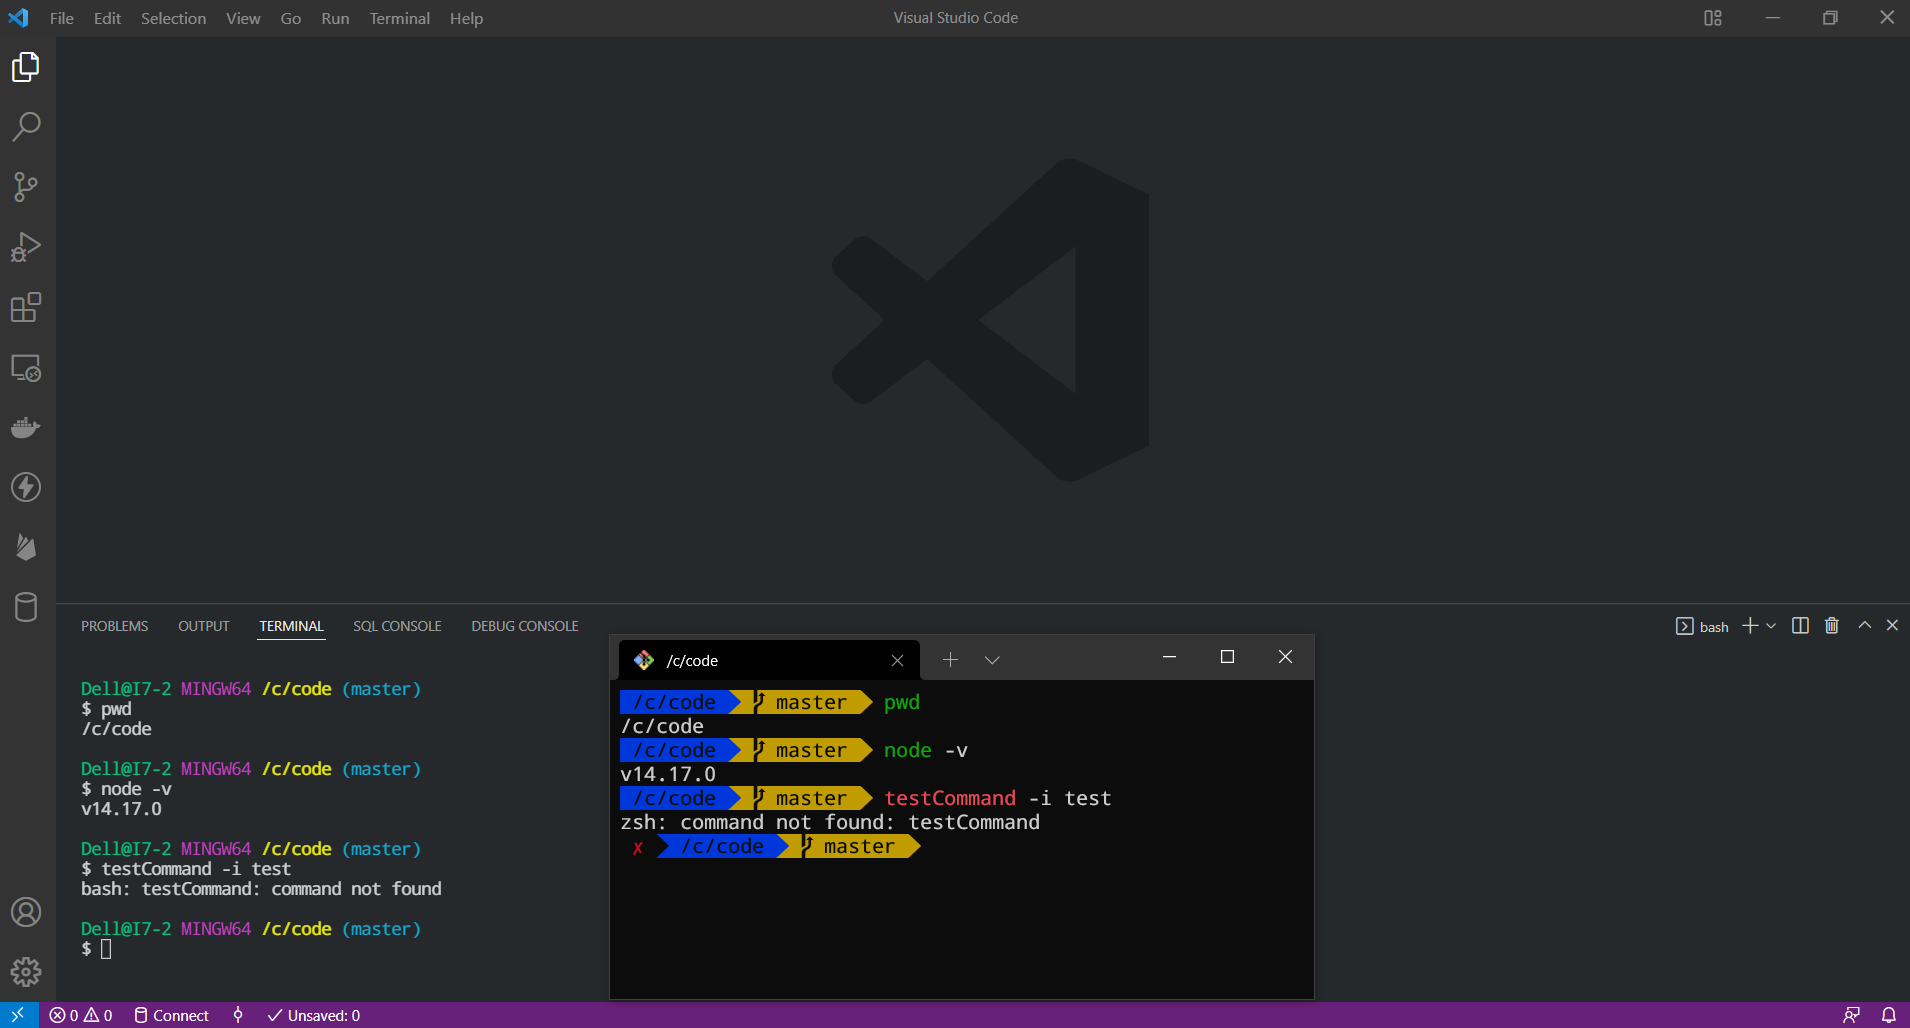 File Edit Selection View Go Run Terminal Help
Visual Studio Code
PROBLEMS OUTPUT TERMINAL SQL CONSOLE DEBUG CONSOLE
bash
Dell@I7-2 MINGW64 /c/code (master)
$ pwd
/c/code
Dell@I7-2 MINGW64 /c/code (master)
$ node -v
v14.17.0
Dell@I7-2 MINGW64 /c/code (master)
$ testCommand -i test
bash: testCommand: command not found
Dell@I7-2 MINGW64 /c/code (master)
$
/c/code
/c/code master pwd
/c/code
/c/code master node -v
v14.17.0
/c/code master testCommand -i test
zsh: command not found: testCommand
✗ /c/code master
0 0 Connect Unsaved: 0